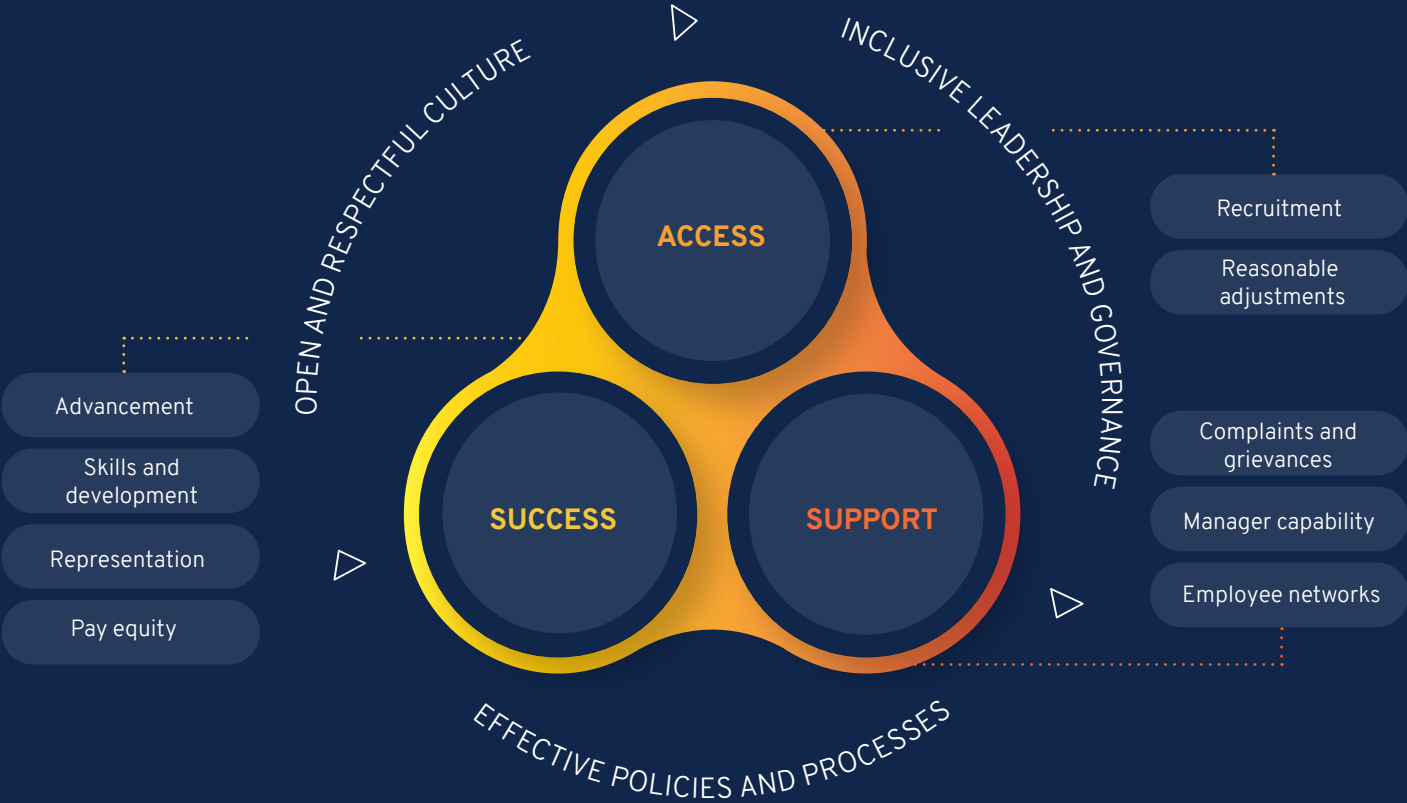 OPEN AND RESPECTFUL CULTURE
INCLUSIVE LEADERSHIP AND GOVERNANCE
ACCESS
Recruitment
Reasonable
adjustments
Advancement
Skills and
development
Representation
Pay equity
SUCCESS
SUPPORT
Complaints and
grievances
Manager capability
Employee networks
EFFECTIVE POLICIES AND PROCESSES